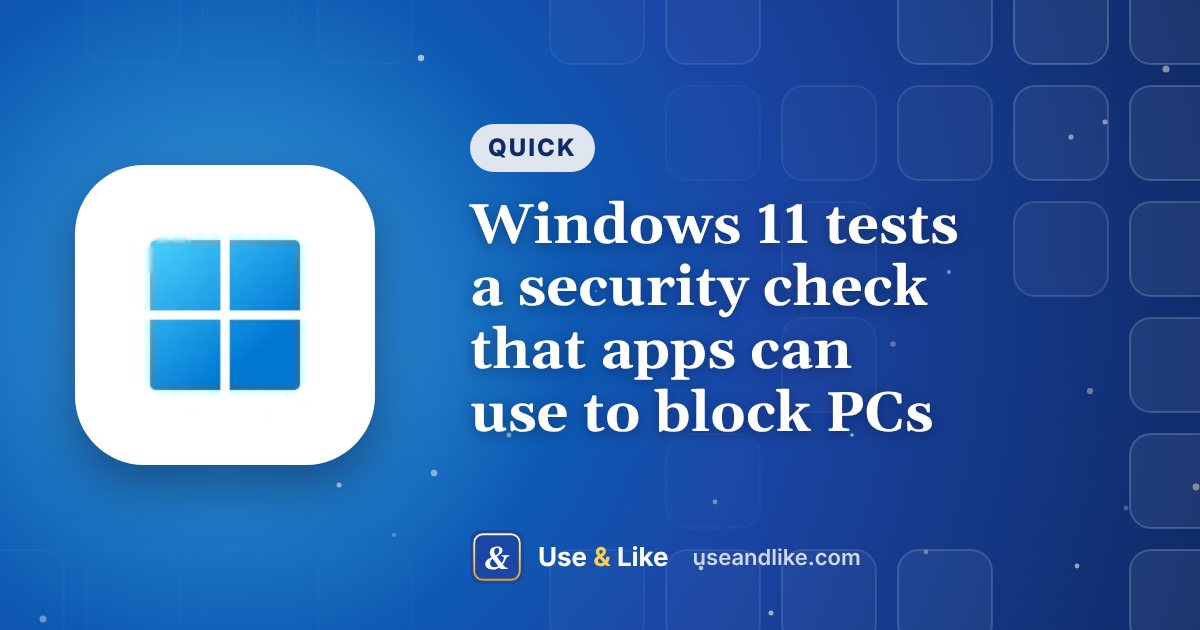 QUICK
Windows 11 tests
a security check
that apps can
use to block PCs
& Use & Like useandlike.com